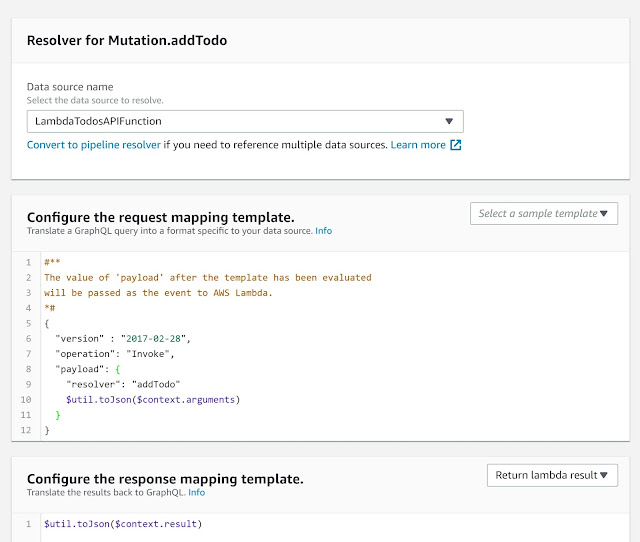 Resolver for Mutation.addTodo
Data source name
Select the data source to resolve.
LambdaTodosAPIFunction
Convert to pipeline resolver if you need to reference multiple data sources. Learn more
Configure the request mapping template.
Select a sample template
Translate a GraphQL query into a format specific to your data source. Info
1 #**
2 The value of 'payload' after the template has been evaluated
3 will be passed as the event to AWS Lambda.
4 *#
5 {
6 "version" : "2017-02-28",
7 "operation": "Invoke",
8 "payload": {
9 "resolver": "addTodo"
10 $util.toJson($context.arguments)
11 }
12 }
Configure the response mapping template.
Return lambda result
Translate the results back to GraphQL. Info
1 $util.toJson($context.result)